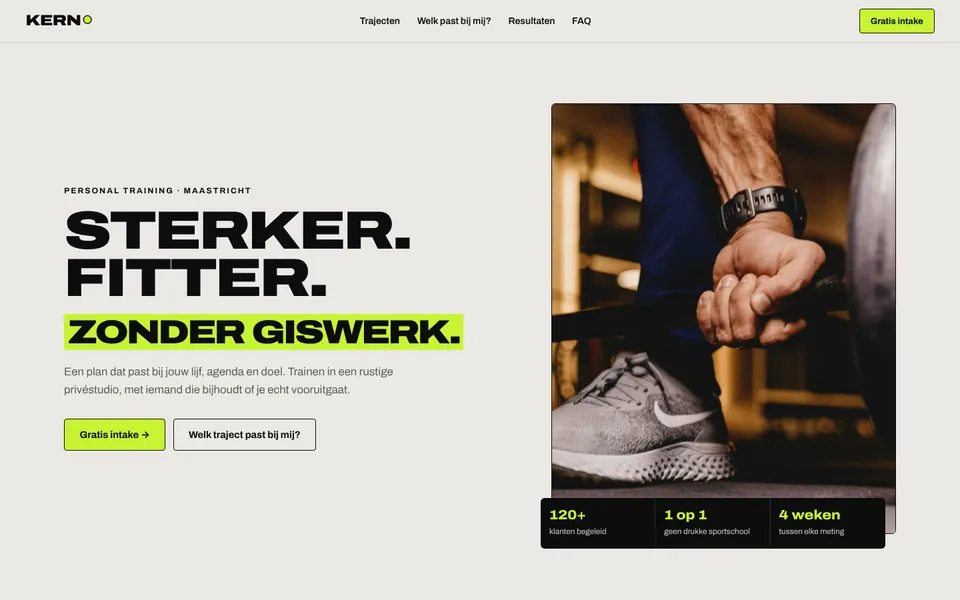 KERN
Trajecten
Welk past bij mij?
Resultaten
FAQ
Gratis intake
PERSONAL TRAINING · MAASTRICHT
STERKER.
FITTER.
ZONDER GISWERK.
Een plan dat past bij jouw lijf, agenda en doel. Trainen in een rustige
privéstudio, met iemand die bijhoudt of je echt vooruitgaat.
Gratis intake →
Welk traject past bij mij?
120+
klanten begeleid
1 op 1
geen drukke sportschool
4 weken
tussen elke meting